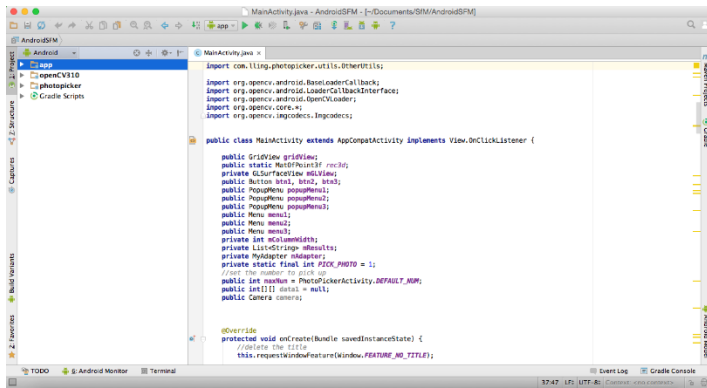 MainActivity.java - AndroidSFM - [~/Documents/SfM/AndroidSFM]
app
AndroidSFM
Android
MainActivity.java ×
1: Project
app
openCV310
photopicker
Gradle Scripts
Z: Structure
Captures
Build Variants
2: Favorites
import com.lling.photopicker.utils.OtherUtils;
import org.opencv.android.BaseLoaderCallback;
import org.opencv.android.LoaderCallbackInterface;
import org.opencv.android.OpenCVLoader;
import org.opencv.core.*;
import org.opencv.imgcodecs.Imgcodecs;
public class MainActivity extends AppCompatActivity implements View.OnClickListener {
public GridView gridView;
public static MatOfPoint3f rec3d;
private GLSurfaceView mGLView;
public Button btn1, btn2, btn3;
public PopupMenu popupMenu1;
public PopupMenu popupMenu2;
public PopupMenu popupMenu3;
public Menu menu1;
public Menu menu2;
public Menu menu3;
private int mColumnWidth;
private List<String> mResults;
private MyAdapter mAdapter;
private static final int PICK_PHOTO = 1;
//set the number to pick up
public int maxNum = PhotoPickerActivity.DEFAULT_NUM;
public int[][] data1 = null;
public Camera camera;
@Override
protected void onCreate(Bundle savedInstanceState) {
//delete the title
this.requestWindowFeature(Window.FEATURE_NO_TITLE);
Maven Projects
Gradle
Android Model
TODO
6: Android Monitor
Terminal
Event Log
Gradle Console
37:47 LF: UTF-8: Context: <no context>